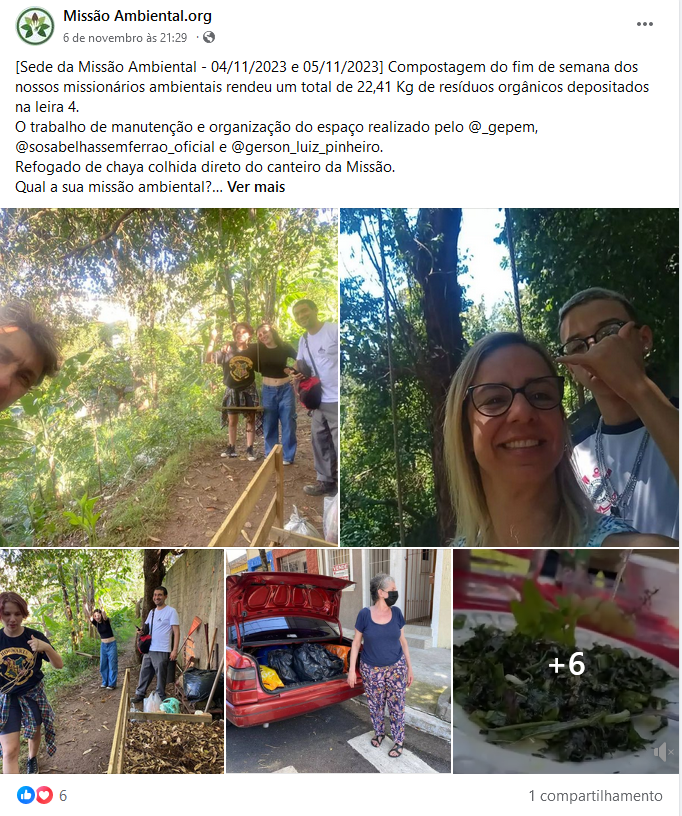 Missão Ambiental.org
6 de novembro às 21:29 ·
[Sede da Missão Ambiental - 04/11/2023 e 05/11/2023] Compostagem do fim de semana dos
nossos missionários ambientais rendeu um total de 22,41 Kg de resíduos orgânicos depositados
na leira 4.
O trabalho de manutenção e organização do espaço realizado pelo @_gepem,
@sosabelhassemferrao_oficial e @gerson_luiz_pinheiro.
Refogado de chaya colhida direto do canteiro da Missão.
Qual a sua missão ambiental?... Ver mais
HOGWARTS
+6
6
1 compartilhamento